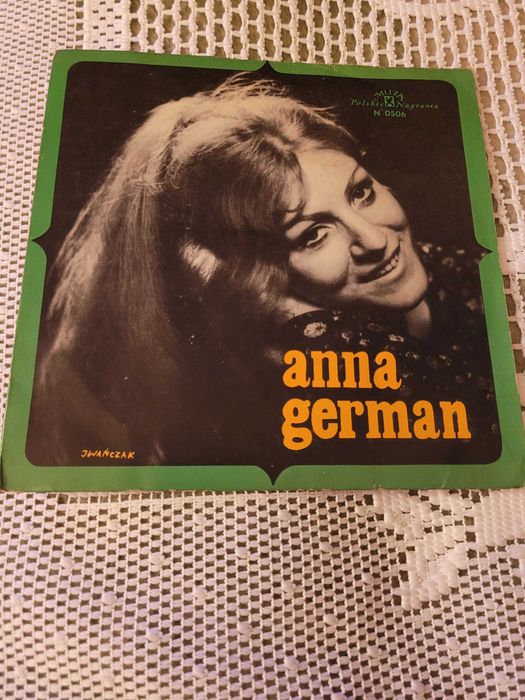 MUZA
Polskie Nagrania
N 0506
anna
german
JWAŃCZAK